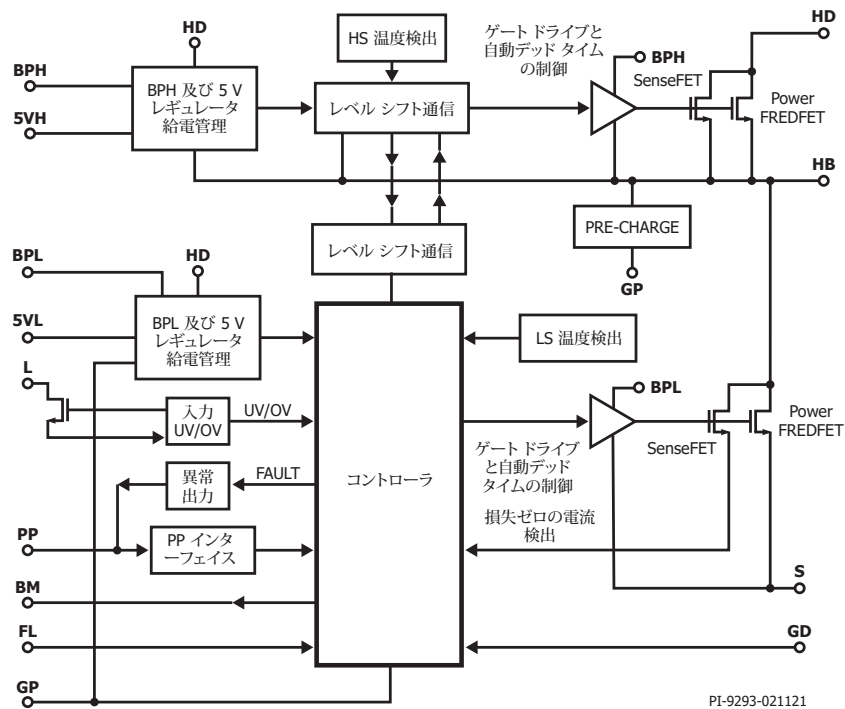 HD
HS 温度検出
ゲート ドライブと
自動デッド タイム
の制御
HD
BPH
BPH 及び 5 V
レギュレータ
給電管理
5VH
レベル シフト通信
BPH
SenseFET
Power
FREDFET
HB
PRE-CHARGE
GP
レベル シフト通信
BPL
HD
BPL 及び 5 V
レギュレータ
給電管理
5VL
LS 温度検出
L
入力
UV/OV
UV/OV
BPL
SenseFET
Power
FREDFET
コントローラ
ゲート ドライブ
と自動デッド
タイムの制御
異常
出力
FAULT
損失ゼロの電流
検出
PP
PP インタ
ーフェイス
BM
S
FL
GD
GP
PI-9293-021121